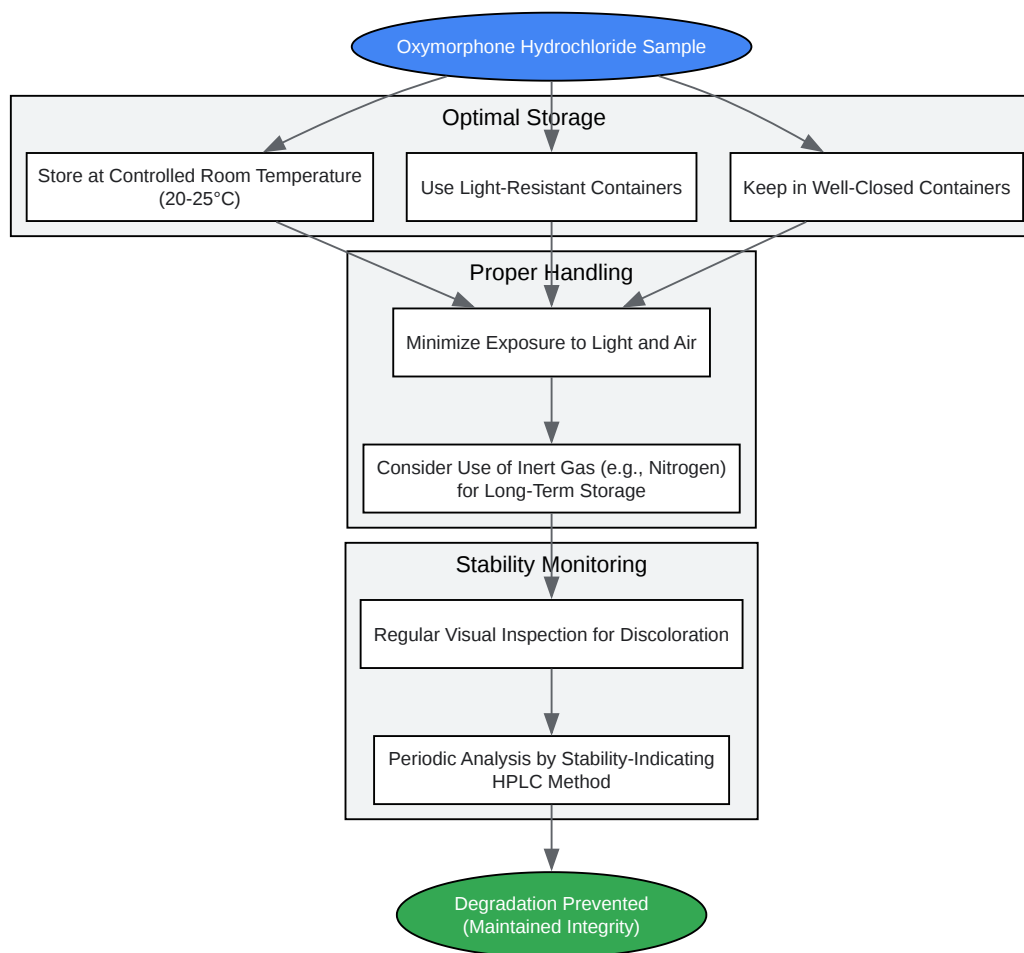 Oxymorphone Hydrochloride Sample
Optimal Storage
Store at Controlled Room Temperature
(20-25°C)
Use Light-Resistant Containers
Keep in Well-Closed Containers
Proper Handling
Minimize Exposure to Light and Air
Consider Use of Inert Gas (e.g., Nitrogen)
for Long-Term Storage
Stability Monitoring
Regular Visual Inspection for Discoloration
Periodic Analysis by Stability-Indicating
HPLC Method
Degradation Prevented
(Maintained Integrity)